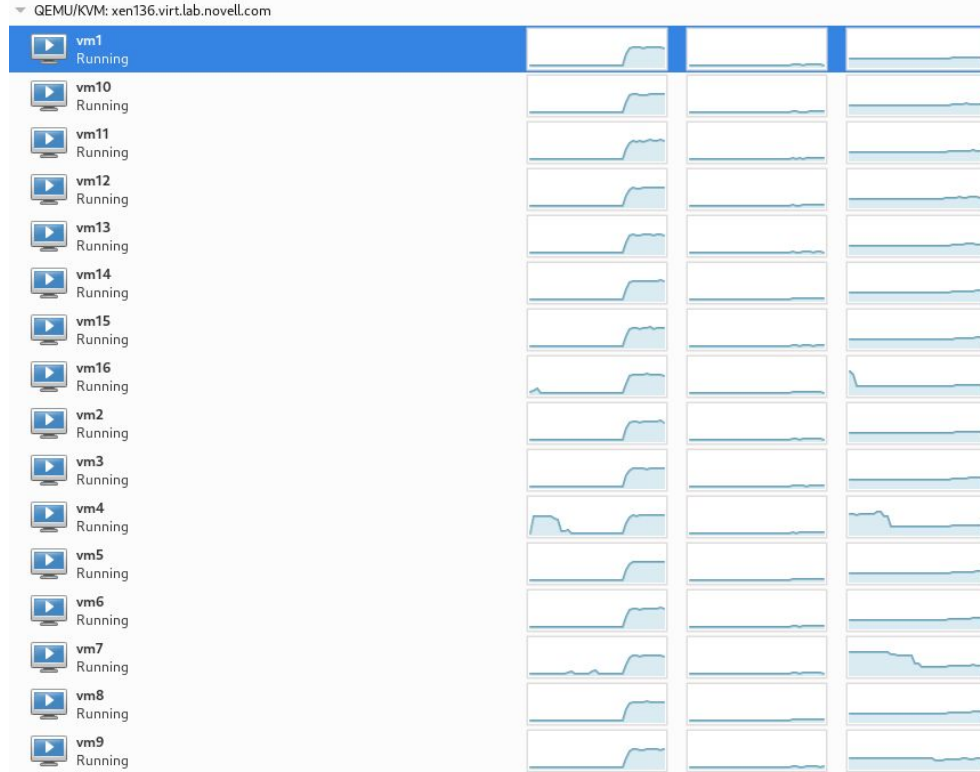 QEMU/KVM: xen136.virt.lab.novell.com
vm1
Running
vm10
Running
vm11
Running
vm12
Running
vm13
Running
vm14
Running
vm15
Running
vm16
Running
vm2
Running
vm3
Running
vm4
Running
vm5
Running
vm6
Running
vm7
Running
vm8
Running
vm9
Running